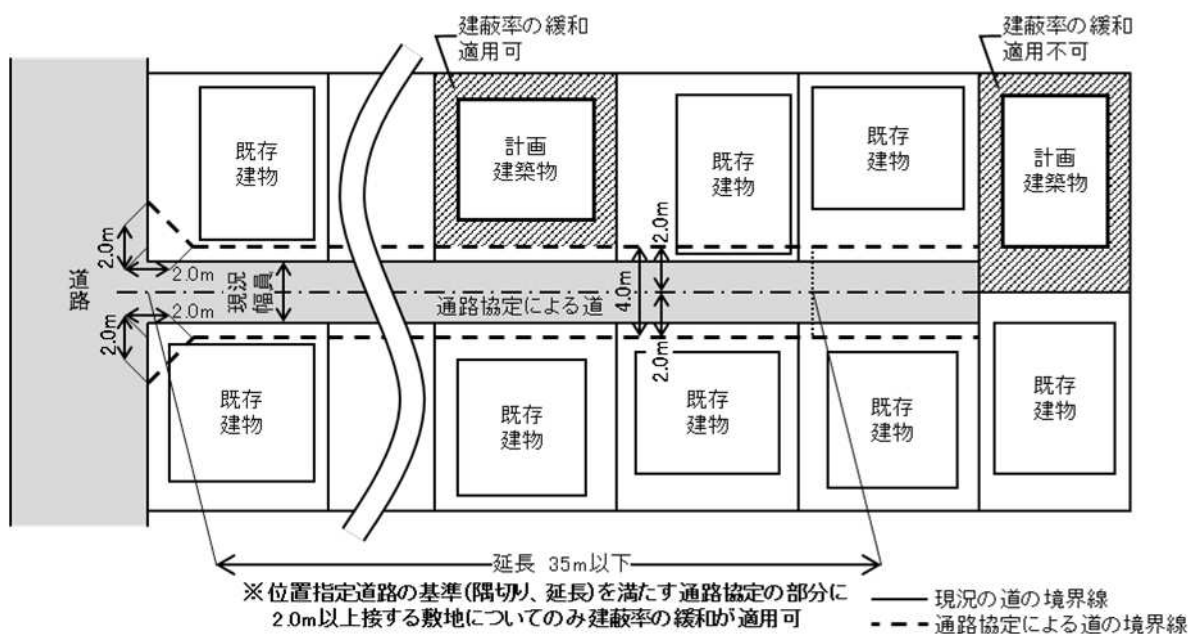 建蔽率の緩和
適用可
建蔽率の緩和
適用不可
既存
建物
計画
建築物
既存
建物
既存
建物
計画
建築物
2.0m
2.0m
道路
現況
幅員
通路協定による道
4.0m
2.0m
2.0m
2.0m
2.0m
既存
建物
既存
建物
既存
建物
既存
建物
既存
建物
延長 35m以下
※位置指定道路の基準(隅切り、延長)を満たす通路協定の部分に
2.0m以上接する敷地についてのみ建蔽率の緩和が適用可
現況の道の境界線
通路協定による道の境界線